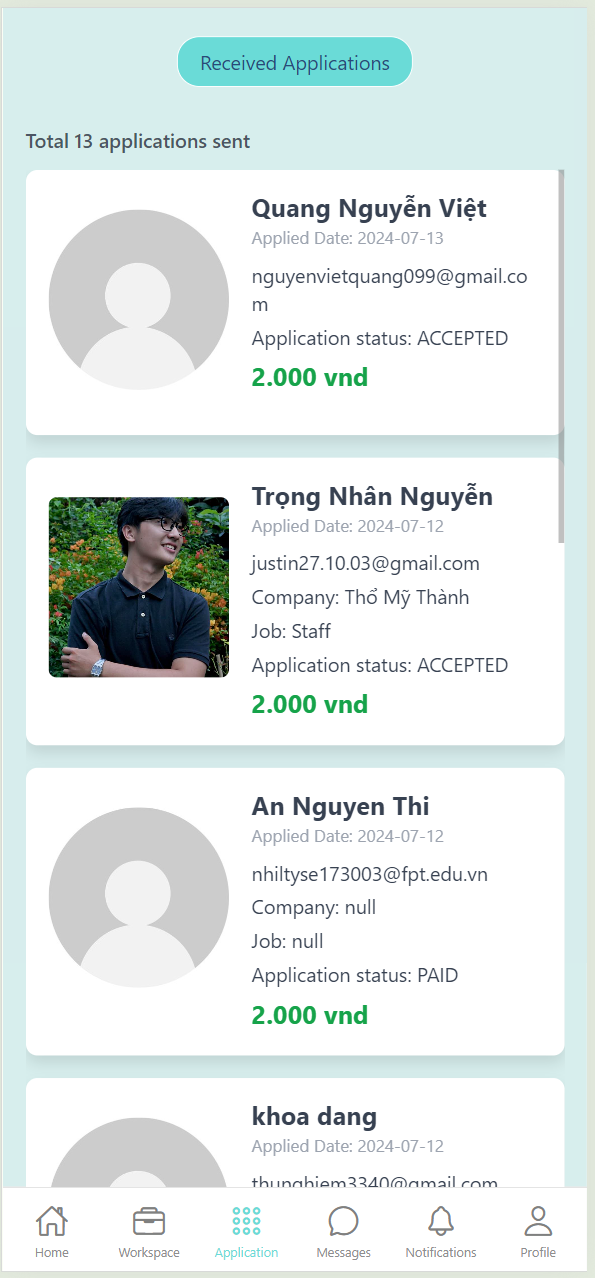 Received Applications
Total 13 applications sent
Quang Nguyễn Việt
Applied Date: 2024-07-13
nguyenvietquang099@gmail.co
m
Application status: ACCEPTED
2.000 vnd
Trọng Nhân Nguyễn
Applied Date: 2024-07-12
justin27.10.03@gmail.com
Company: Thổ Mỹ Thành
Job: Staff
Application status: ACCEPTED
2.000 vnd
An Nguyen Thi
Applied Date: 2024-07-12
nhiltyse173003@fpt.edu.vn
Company: null
Job: null
Application status: PAID
2.000 vnd
khoa dang
Applied Date: 2024-07-12
thunghiem3340@gmail.com
Home
Workspace
Application
Messages
Notifications
Profile